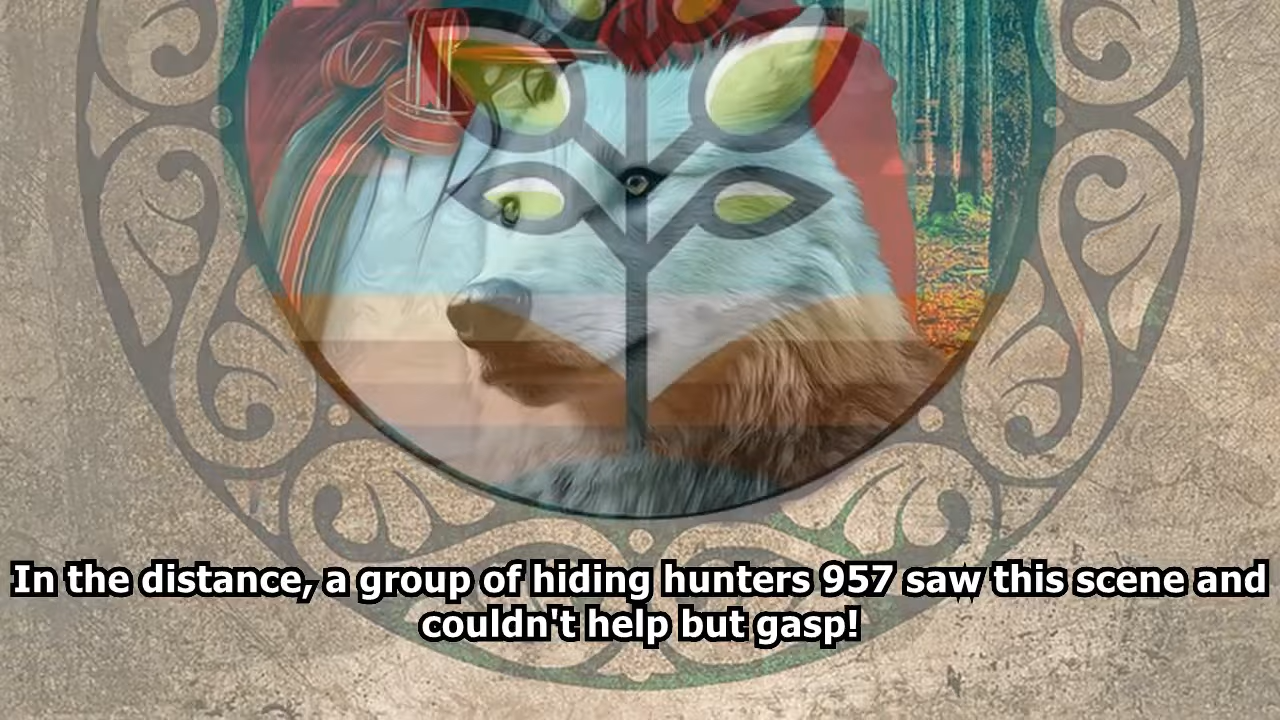 In the distance, a group of hiding hunters 957 saw this scene and
couldn't help but gasp!